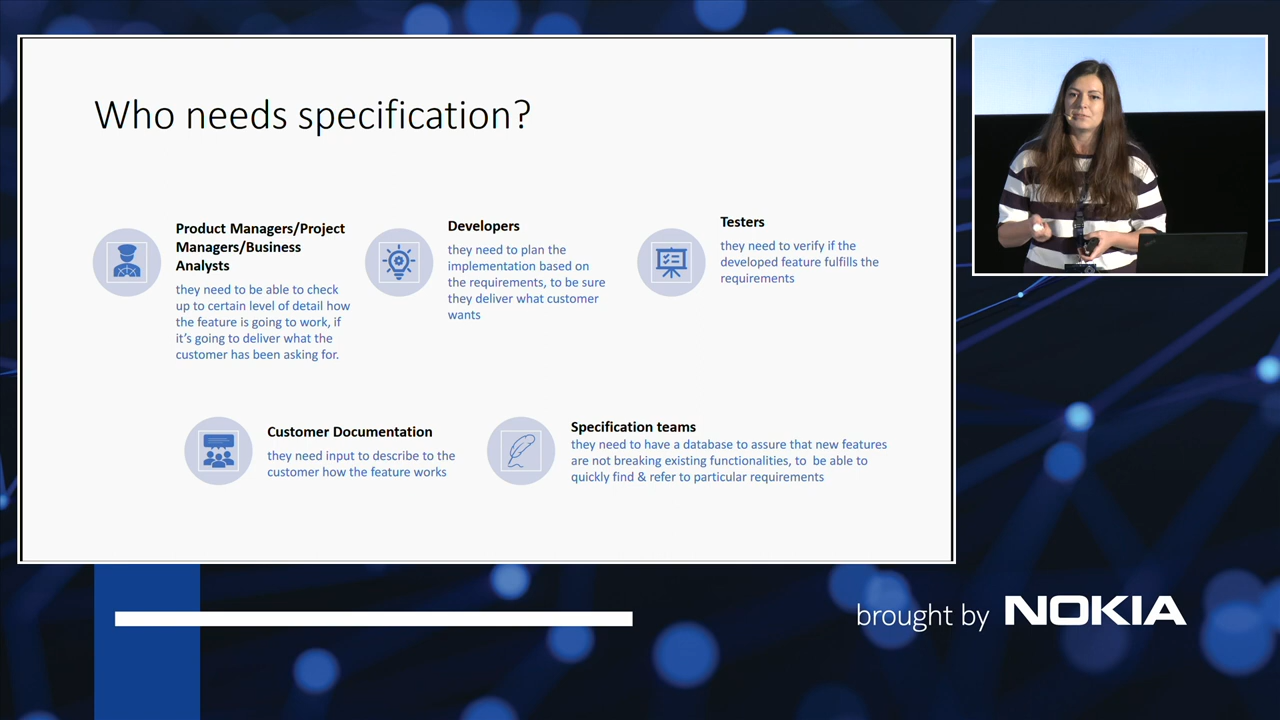 Who needs specification?
Product Managers/Project
Managers/Business
Analysts
they need to be able to check
up to certain level of detail how
the feature is going to work, if
it's going to deliver what the
customer has been asking for.
Developers
they need to plan the
implementation based on
the requirements, to be sure
they deliver what customer
wants
Testers
they need to verify if the
developed feature fulfills the
requirements
Customer Documentation
they need input to describe to the
customer how the feature works
Specification teams
they need to have a database to assure that new features
are not breaking existing functionalities, to  be able to
quickly find & refer to particular requirements
brought by NOKIA